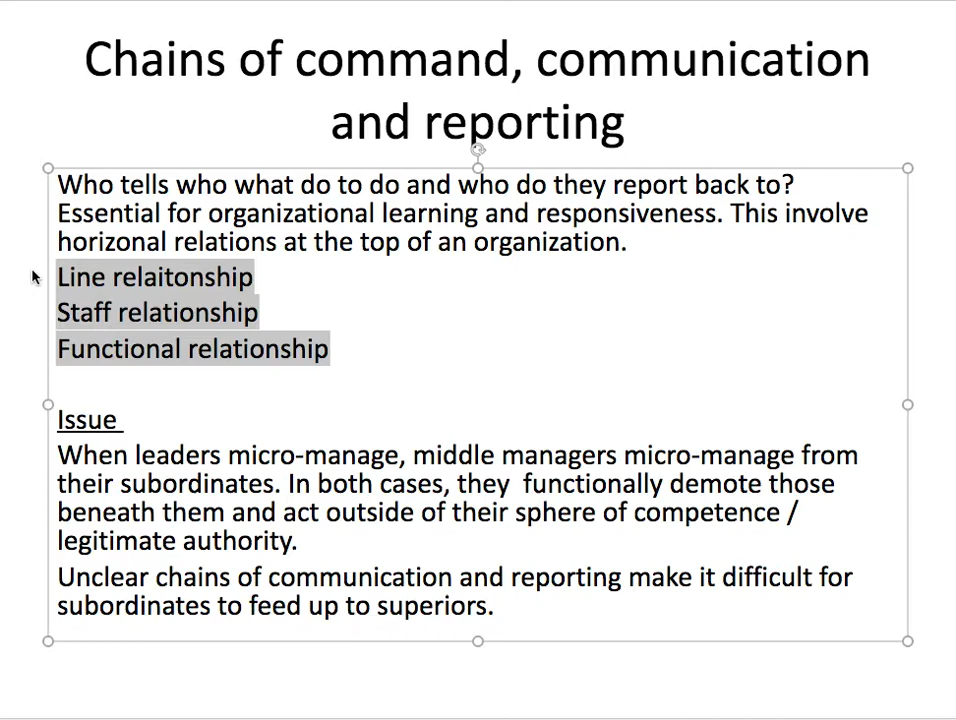 Chains of command, communication
and reporting
Who tells who what do to do and who do they report back to?
Essential for organizational learning and responsiveness. This involve
horizonal relations at the top of an organization.
Line relaitonship
Staff relationship
Functional relationship
Issue
When leaders micro-manage, middle managers micro-manage from
their subordinates. In both cases, they  functionally demote those
beneath them and act outside of their sphere of competence /
legitimate authority.
Unclear chains of communication and reporting make it difficult for
subordinates to feed up to superiors.